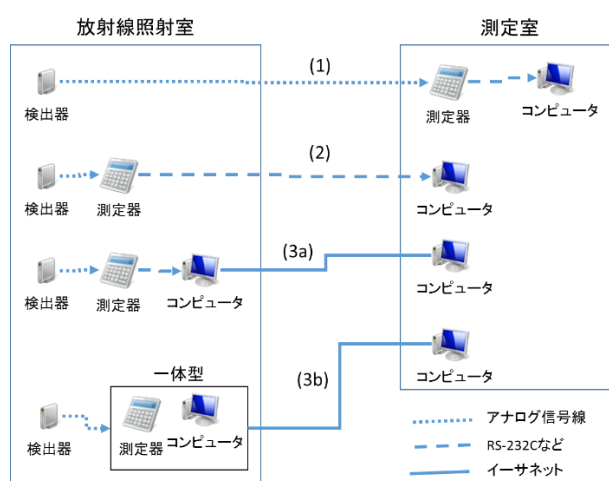 放射線照射室
測定室
(1)
検出器
測定器
コンピュータ
(2)
検出器
測定器
コンピュータ
(3a)
検出器
測定器
コンピュータ
コンピュータ
一体型
(3b)
検出器
測定器
コンピュータ
コンピュータ
アナログ信号線
RS-232Cなど
イーサネット